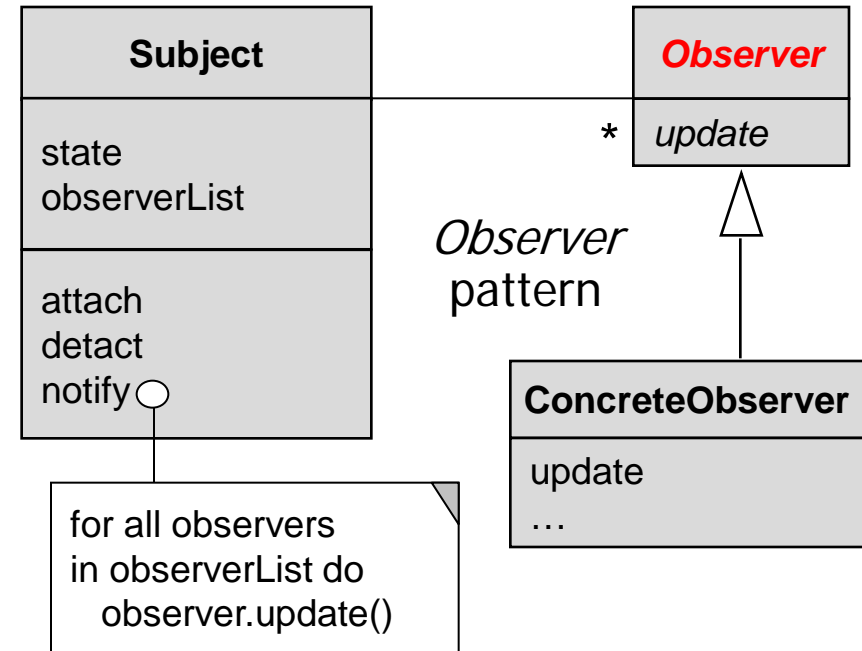 Subject
state
observerList
attach
detact
notify
for all observers
in observerList do
observer.update()
Observer
*
update
Observer
pattern
ConcreteObserver
update
…